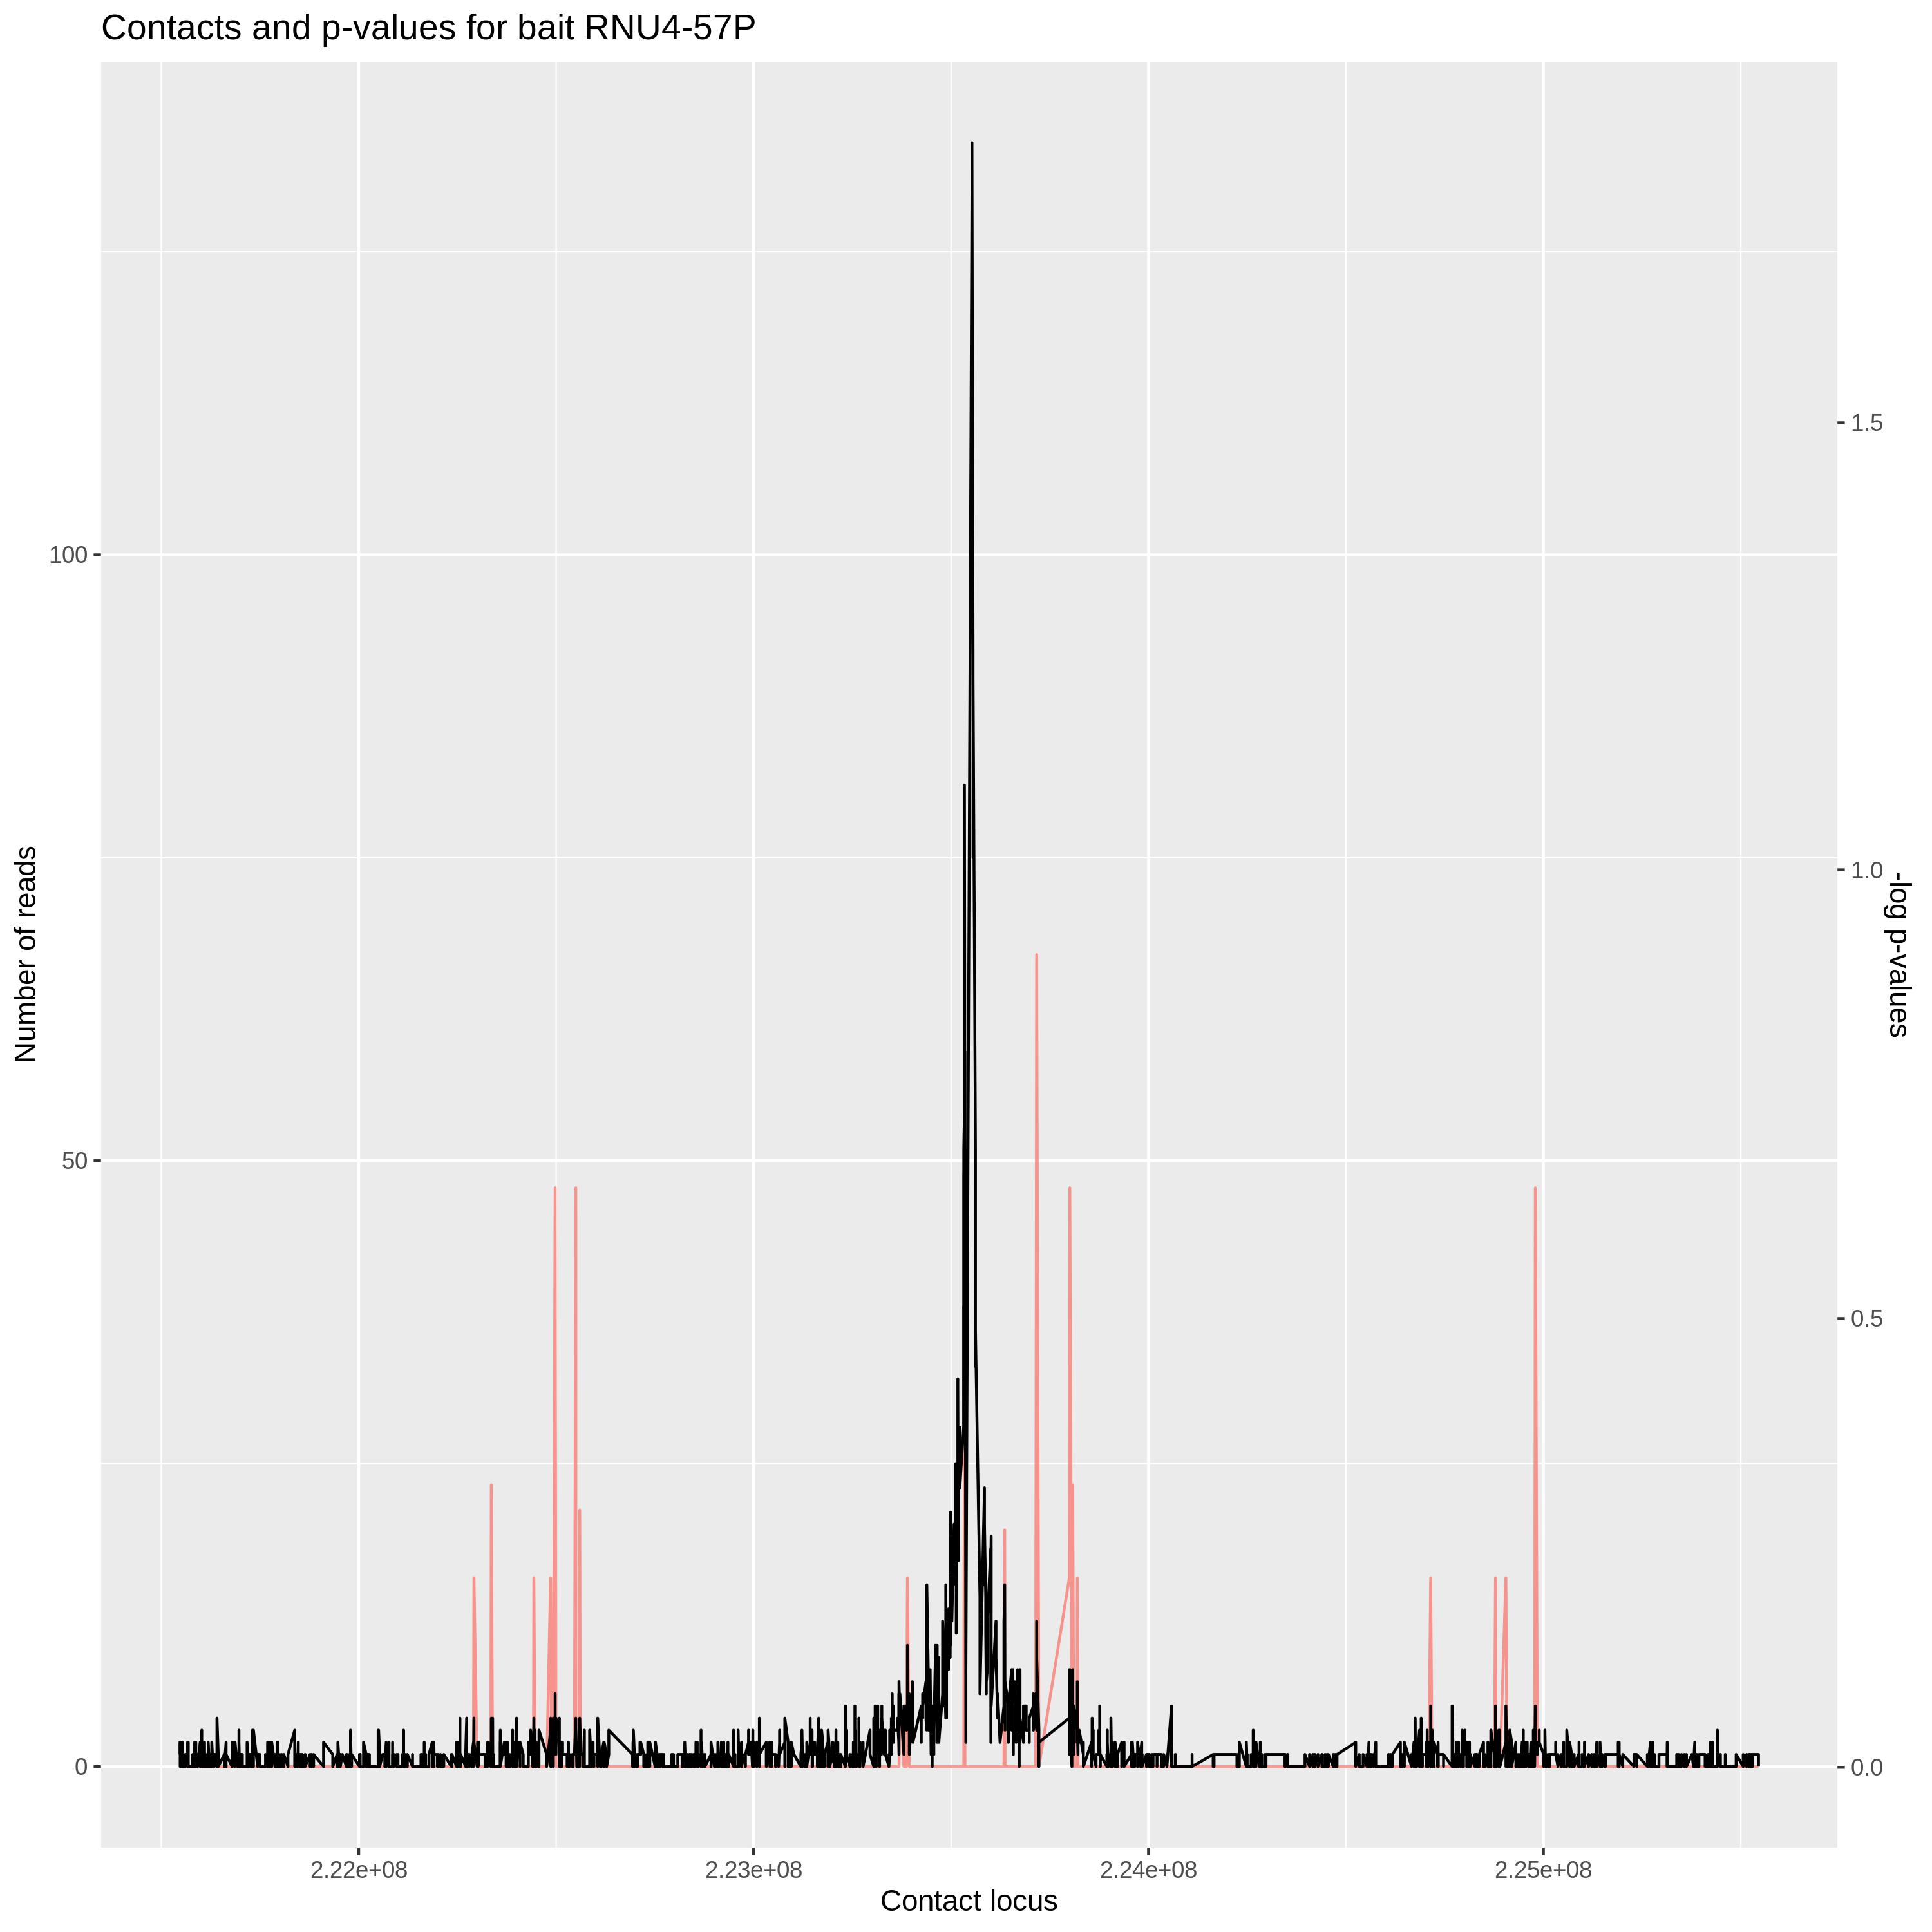 Contacts and p-values for bait RNU4-57P
Number of reads
100
50
0
1.5
1.0
0.5
0.0
-log p-values
2.22e+08
2.23e+08
2.24e+08
2.25e+08
Contact locus